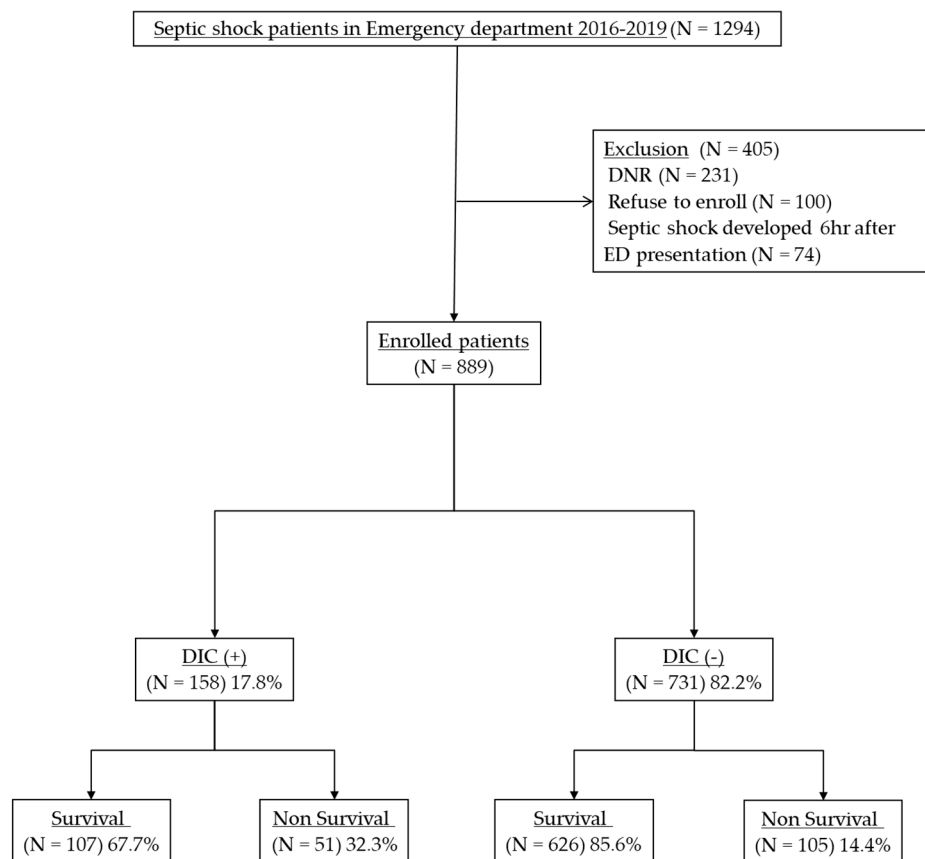 Septic shock patients in Emergency department 2016-2019 (N = 1294)
Exclusion (N = 405)
DNR (N = 231)
Refuse to enroll (N = 100)
Septic shock developed 6hr after
ED presentation (N = 74)
Enrolled patients
(N = 889)
DIC (+)
(N = 158) 17.8%
DIC (-)
(N = 731) 82.2%
Survival
(N = 107) 67.7%
Non Survival
(N = 51) 32.3%
Survival
(N = 626) 85.6%
Non Survival
(N = 105) 14.4%